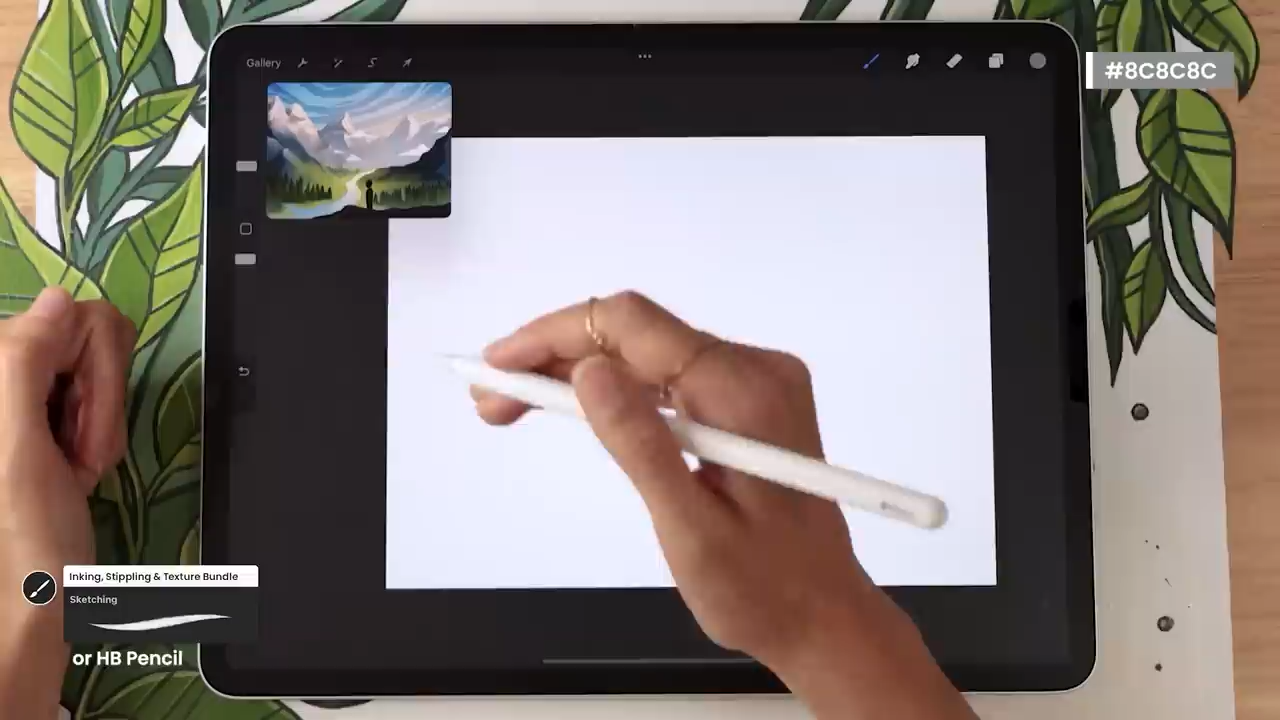 Gallery
#8C8C8C
Inking, Stippling & Texture Bundle
Sketching
or HB Pencil